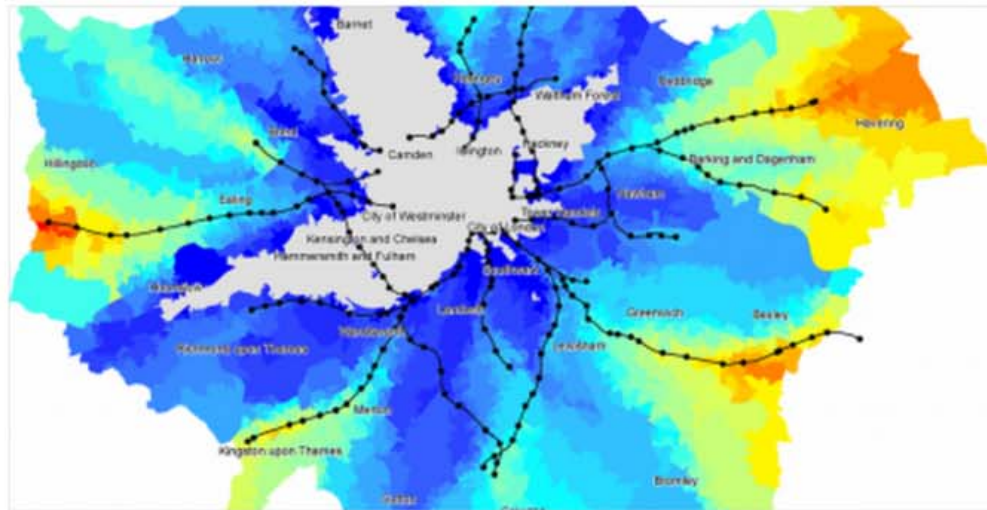 Barnet
Harrow
Redbridge
Waltham Forest
Havering
Brent
Hackney
Camden
Islington
Hillingdon
Barking and Dagenham
Ealing
Newham
City of Westminster
Tower Hamlets
City of London
Kensington and Chelsea
Hammersmith and Fulham
Southwark
Hounslow
Lambeth
Greenwich
Bexley
Wandsworth
Lewisham
Richmond upon Thames
Merton
Kingston upon Thames
Bromley
Sutton